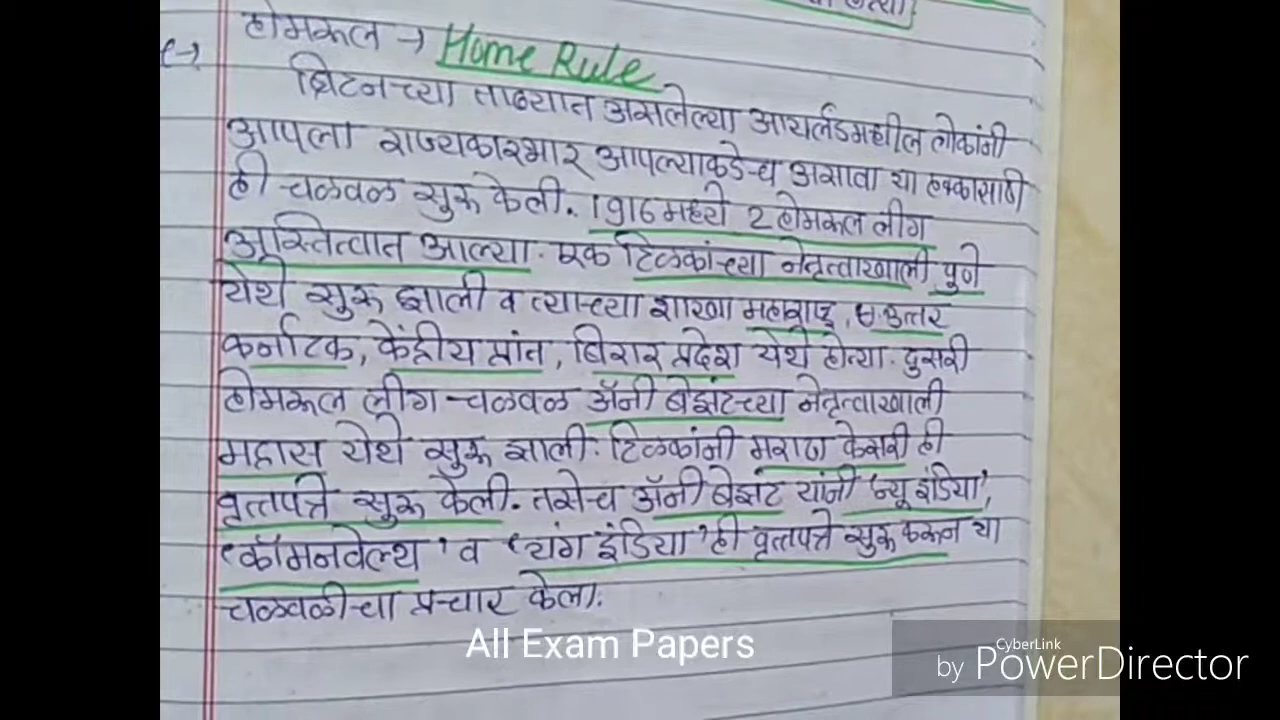 होमरूल → Home Rule
ब्रिटनच्या ताब्यात असलेल्या आयर्लंडमधील लोकांनी
आपला राज्यकारभार आपल्याकडेच असावा या हक्कासाठी
ही चळवळ सुरू केली. 1916 मध्ये 2 होमरूल लीग
अस्तित्वात आल्या. एक टिळकांच्या नेतृत्वाखाली पुणे
येथे सुरू झाली व त्याच्या शाखा महाराष्ट्र, उत्तर
कर्नाटक, केंद्रीय प्रांत, बिरार प्रदेश येथे होत्या. दुसरी
होमरूल लीग चळवळ ॲनी बेझंटच्या नेतृत्वाखाली
मद्रास येथे सुरू झाली. टिळकांनी मराठा केसरी ही
वृत्तपत्रे सुरू केली. तसेच ॲनी बेझंट यांनी 'न्यू इंडिया',
'कॉमनवेल्थ' व 'यंग इंडिया' ही वृत्तपत्रे सुरू करून या
चळवळीचा प्रचार केला.
All Exam Papers
CyberLink
by PowerDirector